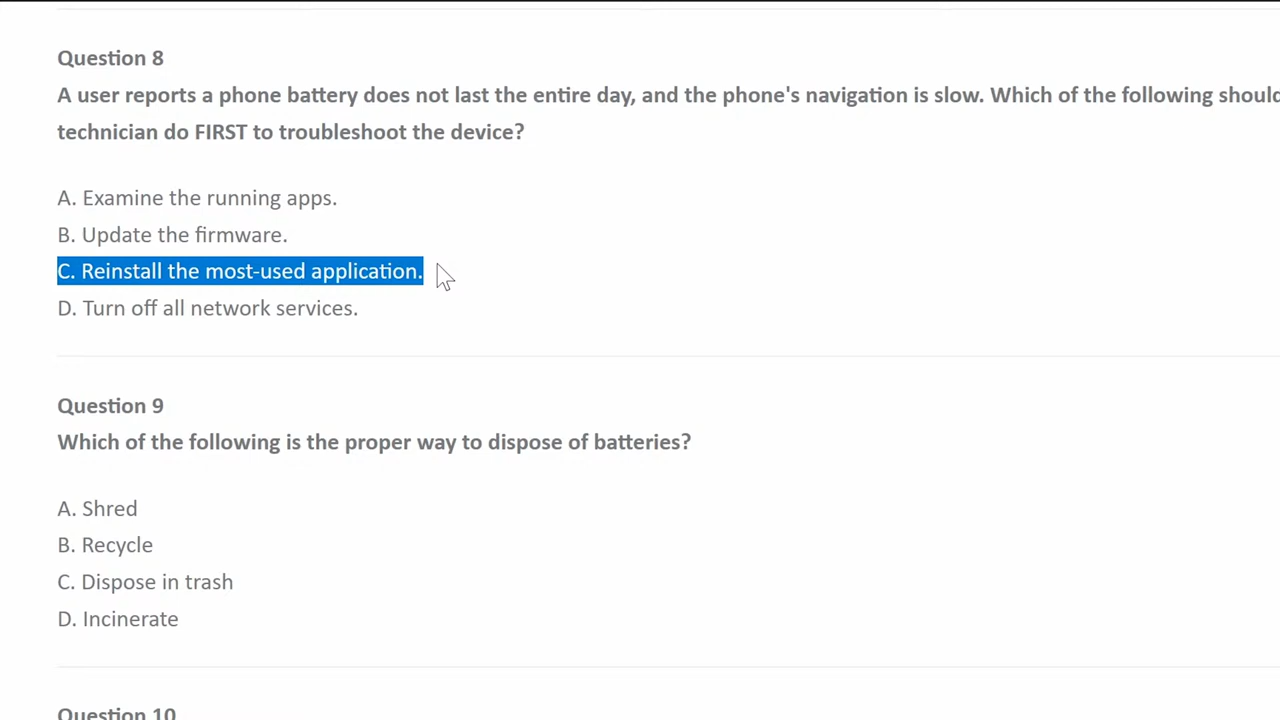 Question 8
A user reports a phone battery does not last the entire day, and the phone's navigation is slow. Which of the following should
technician do FIRST to troubleshoot the device?
A. Examine the running apps.
B. Update the firmware.
C. Reinstall the most-used application.
D. Turn off all network services.
Question 9
Which of the following is the proper way to dispose of batteries?
A. Shred
B. Recycle
C. Dispose in trash
D. Incinerate
Question 10